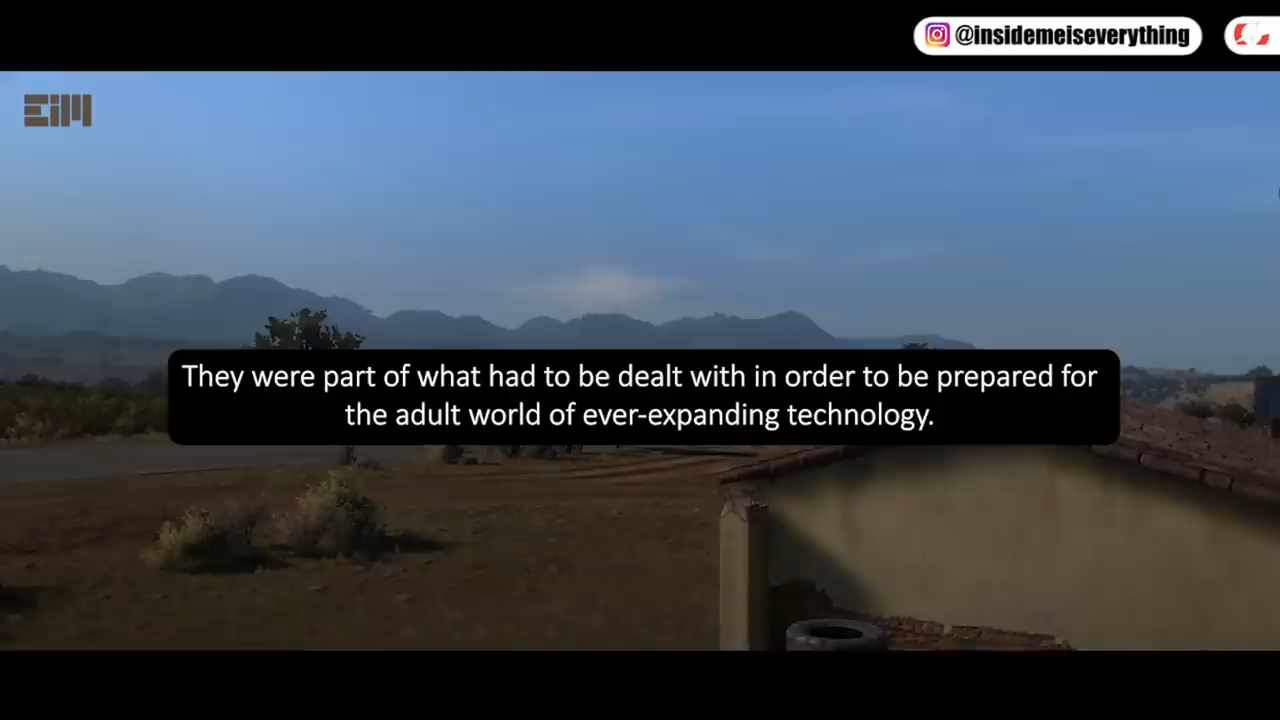 @insidemeiseverything
EIM
They were part of what had to be dealt with in order to be prepared for
the adult world of ever-expanding technology.